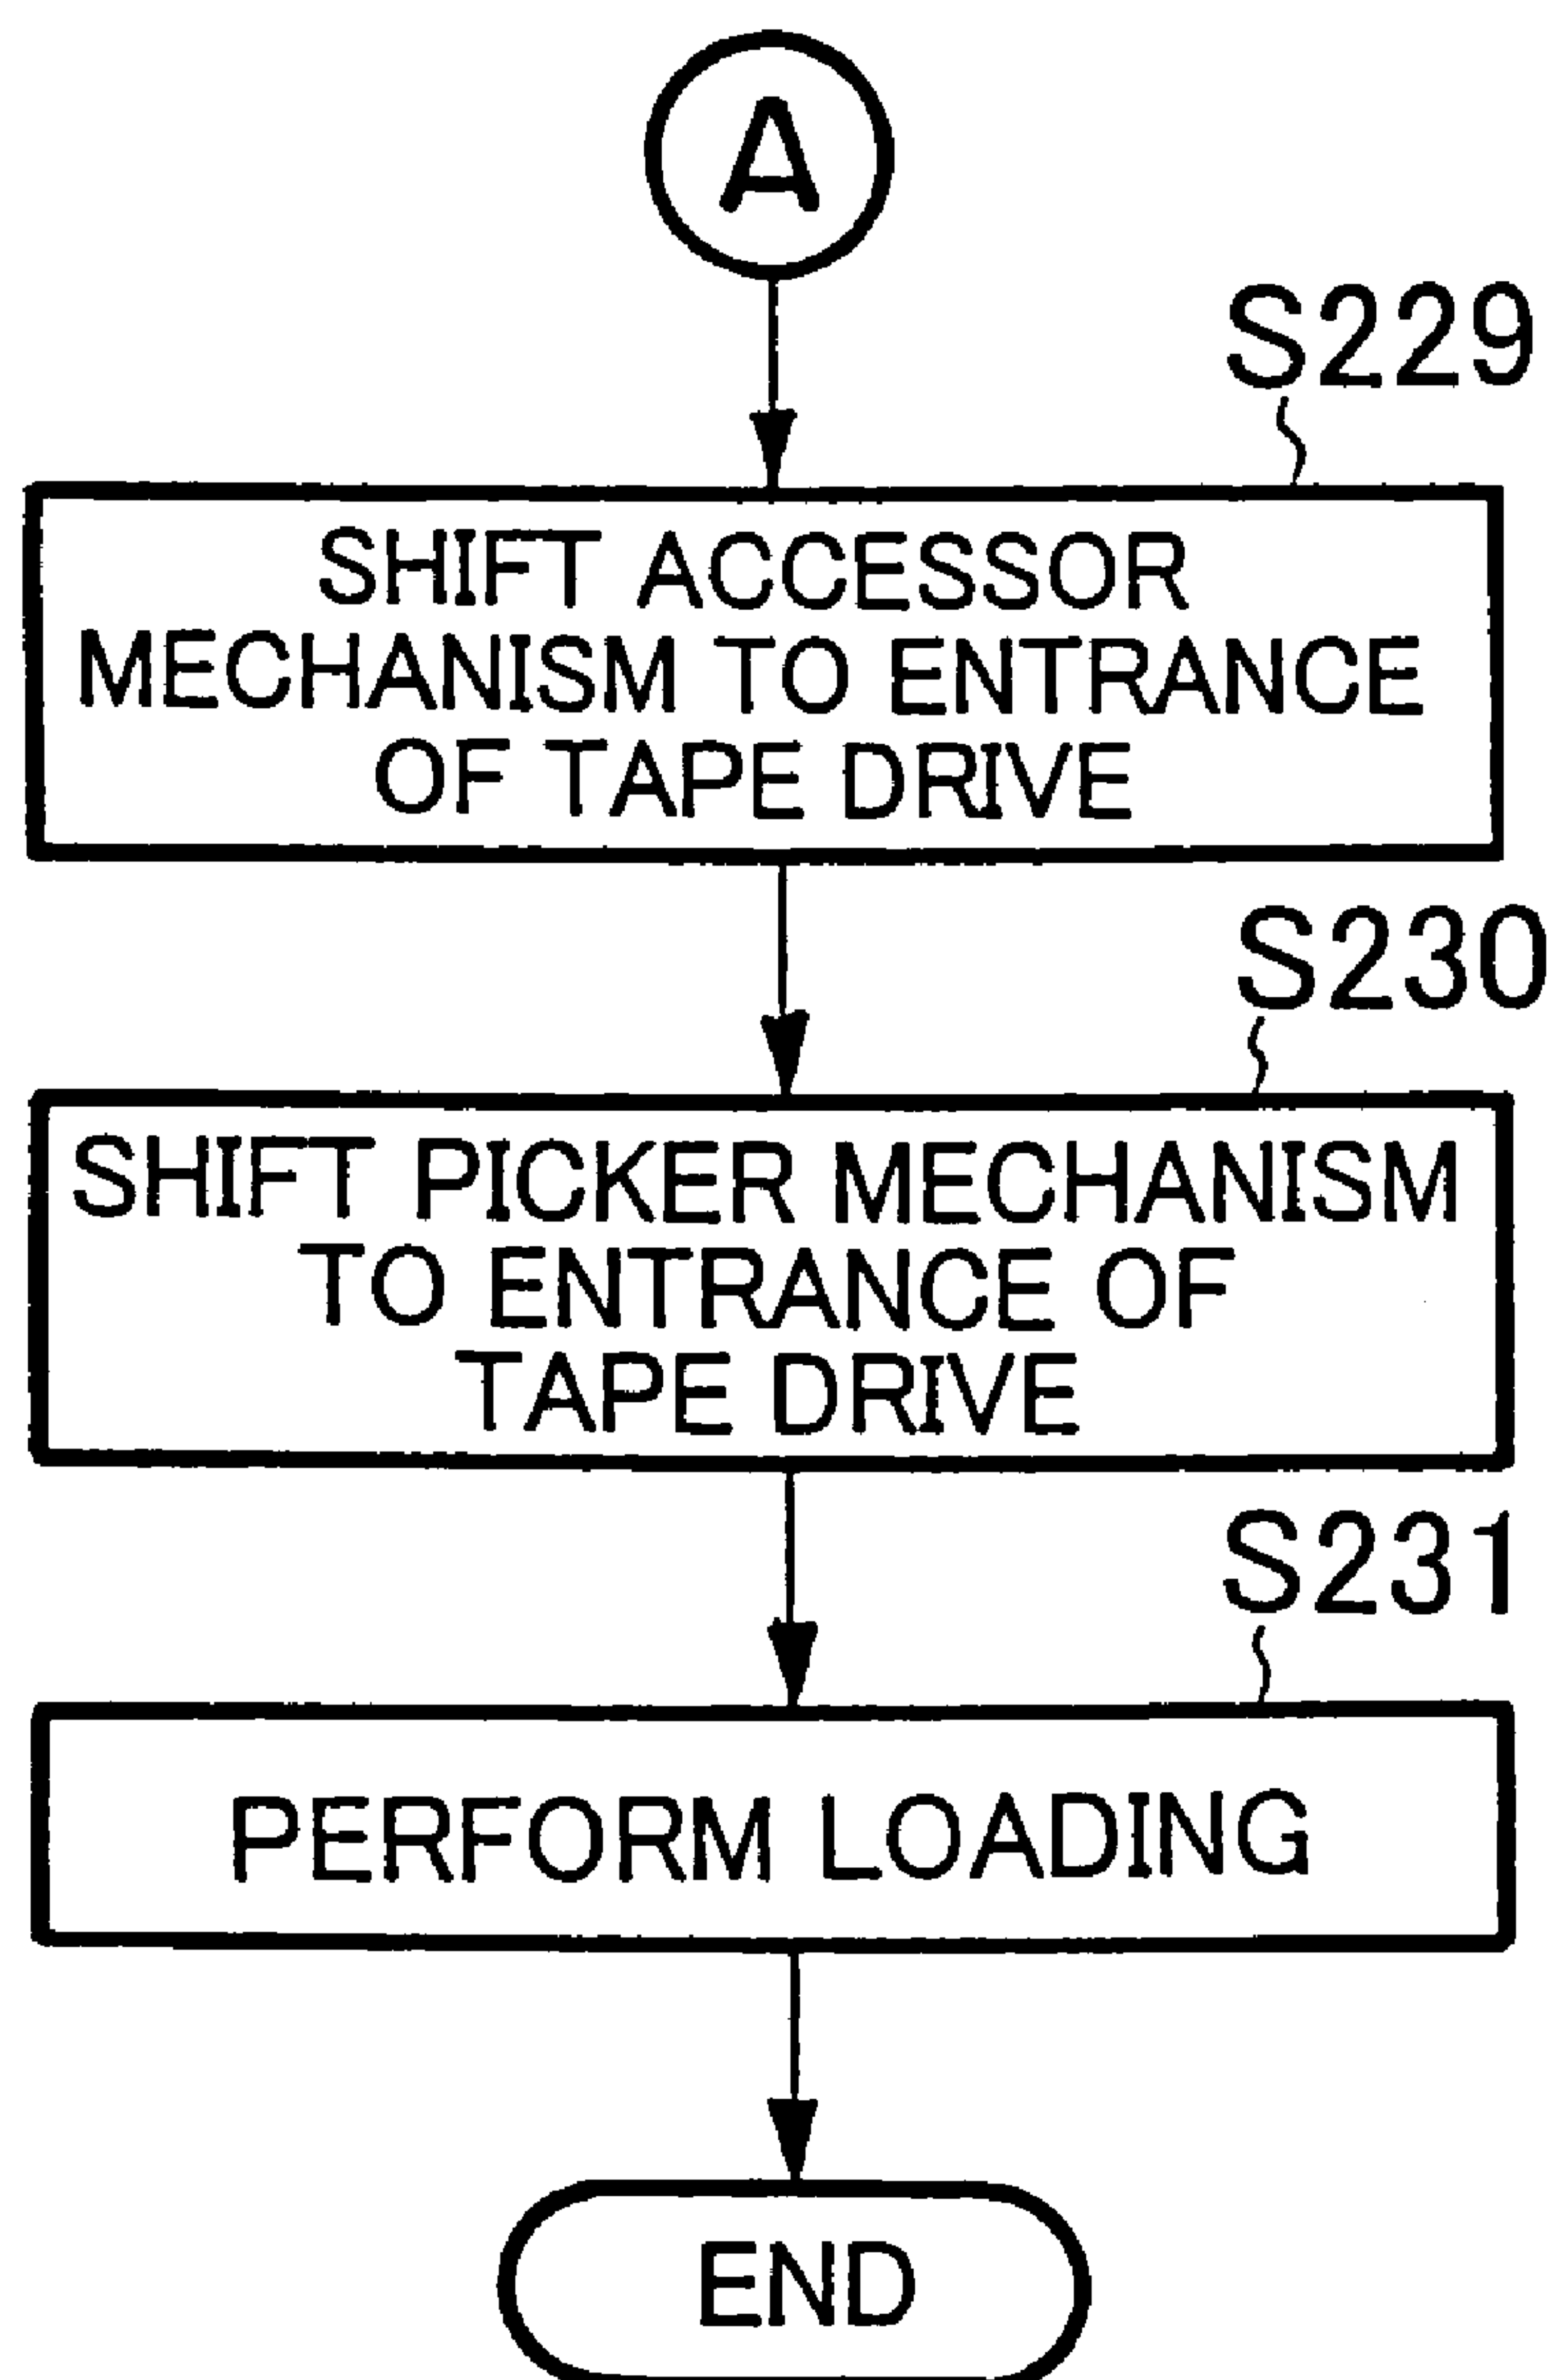 A
S229
SHIFT ACCESSOR
MECHANISM TO ENTRANCE
OF TAPE DRIVE
S230
SHIFT PICKER MECHANISM
TO ENTRANCE OF
TAPE DRIVE
S231
PERFORM LOADING
END